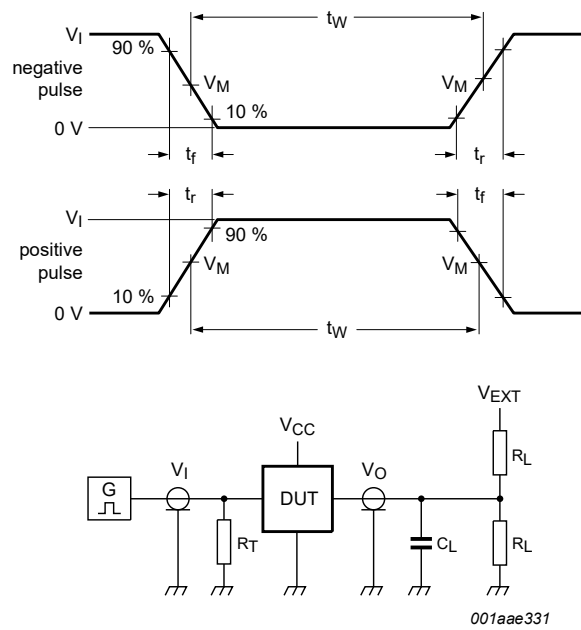 V_I
t_W
90 %
negative
pulse
V_M
V_M
10 %
0 V
t_f
t_r
t_r
t_f
V_I
90 %
positive
pulse
V_M
V_M
10 %
0 V
t_W
V_EXT
V_CC
R_L
V_I
V_O
G
DUT
R_T
C_L
R_L
001aae331